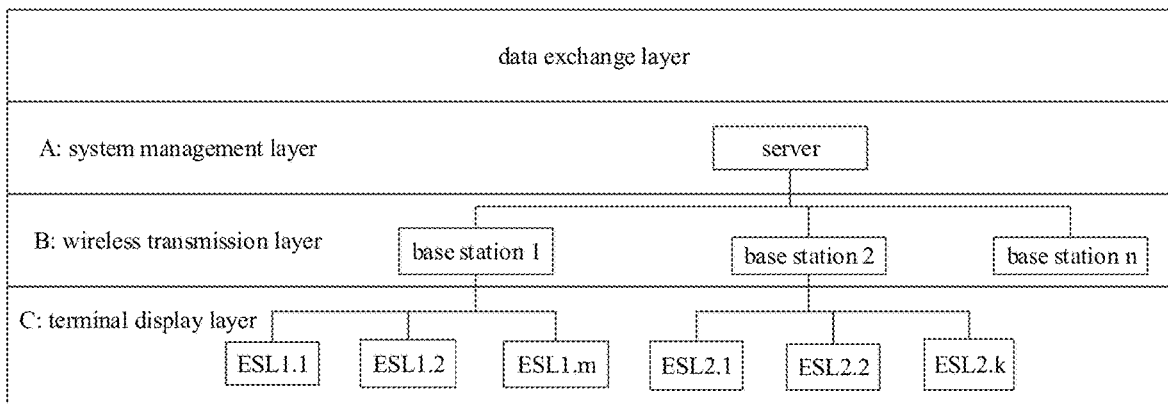 data exchange layer
A: system management layer
server
B: wireless transmission layer
base station 1
base station 2
base station n
C: terminal display layer
ESL1.1
ESL1.2
ESL1.m
ESL2.1
ESL2.2
ESL2.k